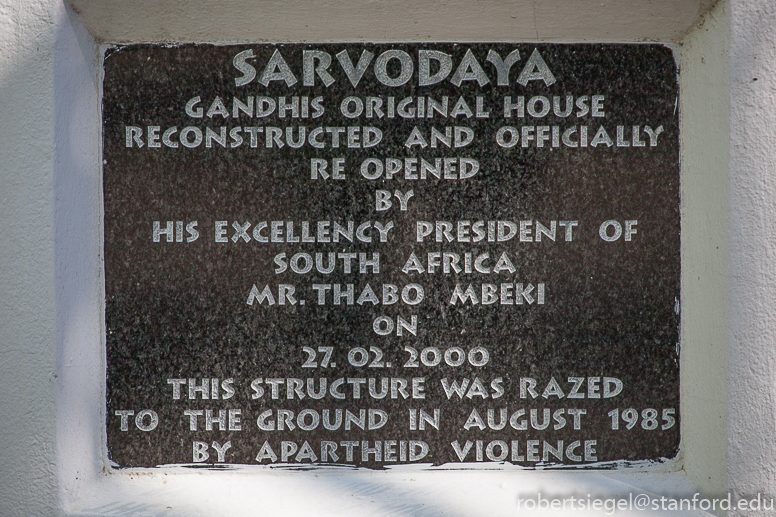 SARVODAYA
GANDHIS ORIGINAL HOUSE
RECONSTRUCTED AND OFFICIALLY
RE OPENED
BY
HIS EXCELLENCY PRESIDENT OF
SOUTH AFRICA
MR. THABO MBEKI
ON
27. 02. 2000
THIS STRUCTURE WAS RAZED
TO THE GROUND IN AUGUST 1985
BY APARTHEID VIOLENCE
robertsiegel@stanford.edu